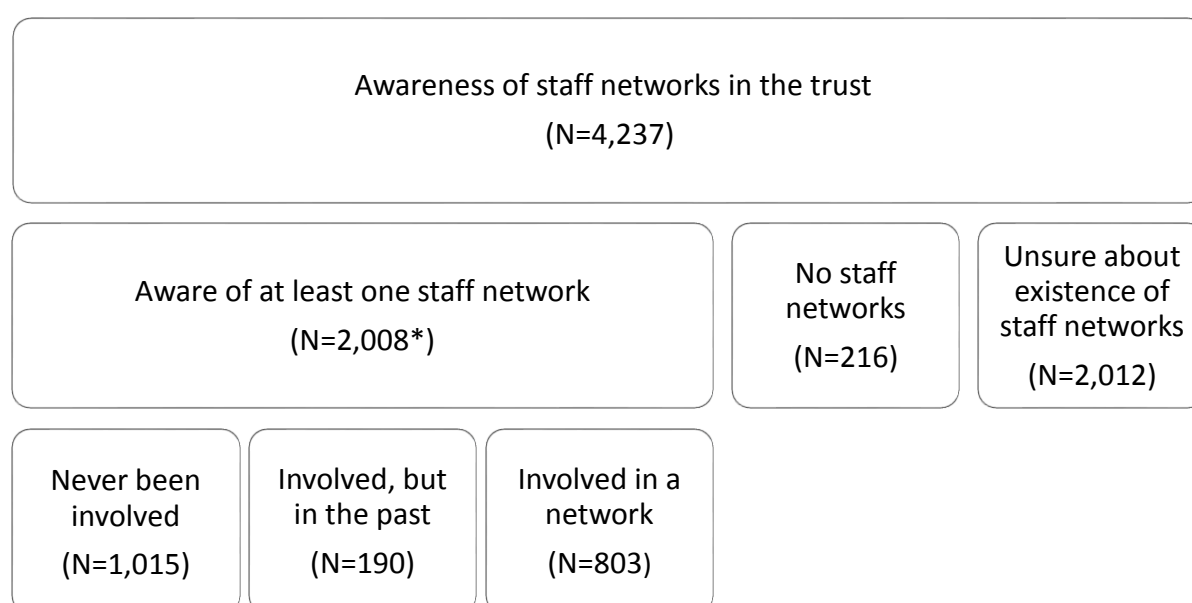 Awareness of staff networks in the trust
(N=4,237)
Aware of at least one staff network
(N=2,008*)
No staff
networks
(N=216)
Unsure about
existence of
staff networks
(N=2,012)
Never been
involved
(N=1,015)
Involved, but
in the past
(N=190)
Involved in a
network
(N=803)